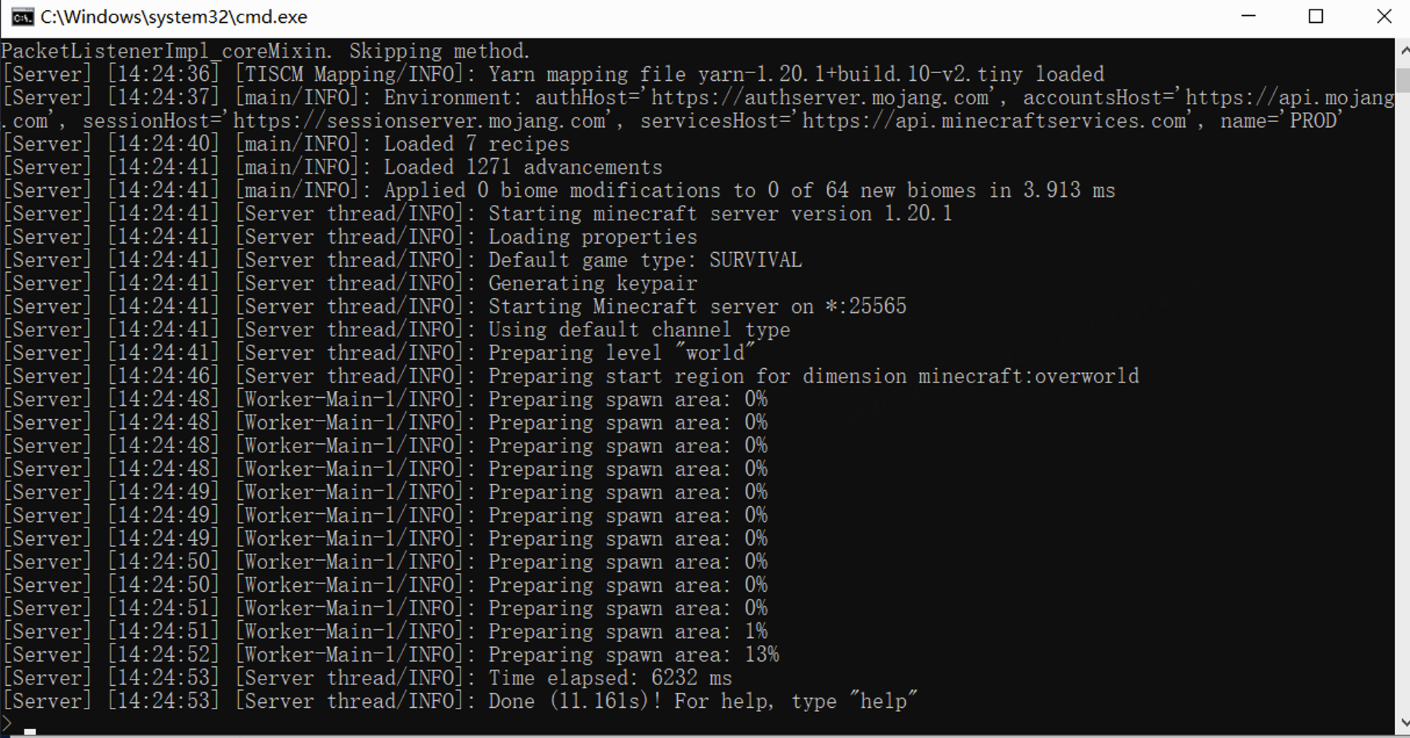 C:\Windows\system32\cmd.exe
PacketListenerImpl_coreMixin. Skipping method.
[Server] [14:24:36] [TISCM Mapping/INFO]: Yarn mapping file yarn-1.20.1+build.10-v2.tiny loaded
[Server] [14:24:37] [main/INFO]: Environment: authHost='https://authserver.mojang.com', accountsHost='https://api.mojang
.com', sessionHost='https://sessionserver.mojang.com', servicesHost='https://api.minecraftservices.com', name='PROD'
[Server] [14:24:40] [main/INFO]: Loaded 7 recipes
[Server] [14:24:41] [main/INFO]: Loaded 1271 advancements
[Server] [14:24:41] [main/INFO]: Applied 0 biome modifications to 0 of 64 new biomes in 3.913 ms
[Server] [14:24:41] [Server thread/INFO]: Starting minecraft server version 1.20.1
[Server] [14:24:41] [Server thread/INFO]: Loading properties
[Server] [14:24:41] [Server thread/INFO]: Default game type: SURVIVAL
[Server] [14:24:41] [Server thread/INFO]: Generating keypair
[Server] [14:24:41] [Server thread/INFO]: Starting Minecraft server on *:25565
[Server] [14:24:41] [Server thread/INFO]: Using default channel type
[Server] [14:24:41] [Server thread/INFO]: Preparing level "world"
[Server] [14:24:46] [Server thread/INFO]: Preparing start region for dimension minecraft:overworld
[Server] [14:24:48] [Worker-Main-1/INFO]: Preparing spawn area: 0%
[Server] [14:24:48] [Worker-Main-1/INFO]: Preparing spawn area: 0%
[Server] [14:24:48] [Worker-Main-1/INFO]: Preparing spawn area: 0%
[Server] [14:24:48] [Worker-Main-1/INFO]: Preparing spawn area: 0%
[Server] [14:24:49] [Worker-Main-1/INFO]: Preparing spawn area: 0%
[Server] [14:24:49] [Worker-Main-1/INFO]: Preparing spawn area: 0%
[Server] [14:24:49] [Worker-Main-1/INFO]: Preparing spawn area: 0%
[Server] [14:24:50] [Worker-Main-1/INFO]: Preparing spawn area: 0%
[Server] [14:24:50] [Worker-Main-1/INFO]: Preparing spawn area: 0%
[Server] [14:24:51] [Worker-Main-1/INFO]: Preparing spawn area: 0%
[Server] [14:24:51] [Worker-Main-1/INFO]: Preparing spawn area: 1%
[Server] [14:24:52] [Worker-Main-1/INFO]: Preparing spawn area: 13%
[Server] [14:24:53] [Server thread/INFO]: Time elapsed: 6232 ms
[Server] [14:24:53] [Server thread/INFO]: Done (11.161s)! For help, type "help"
>